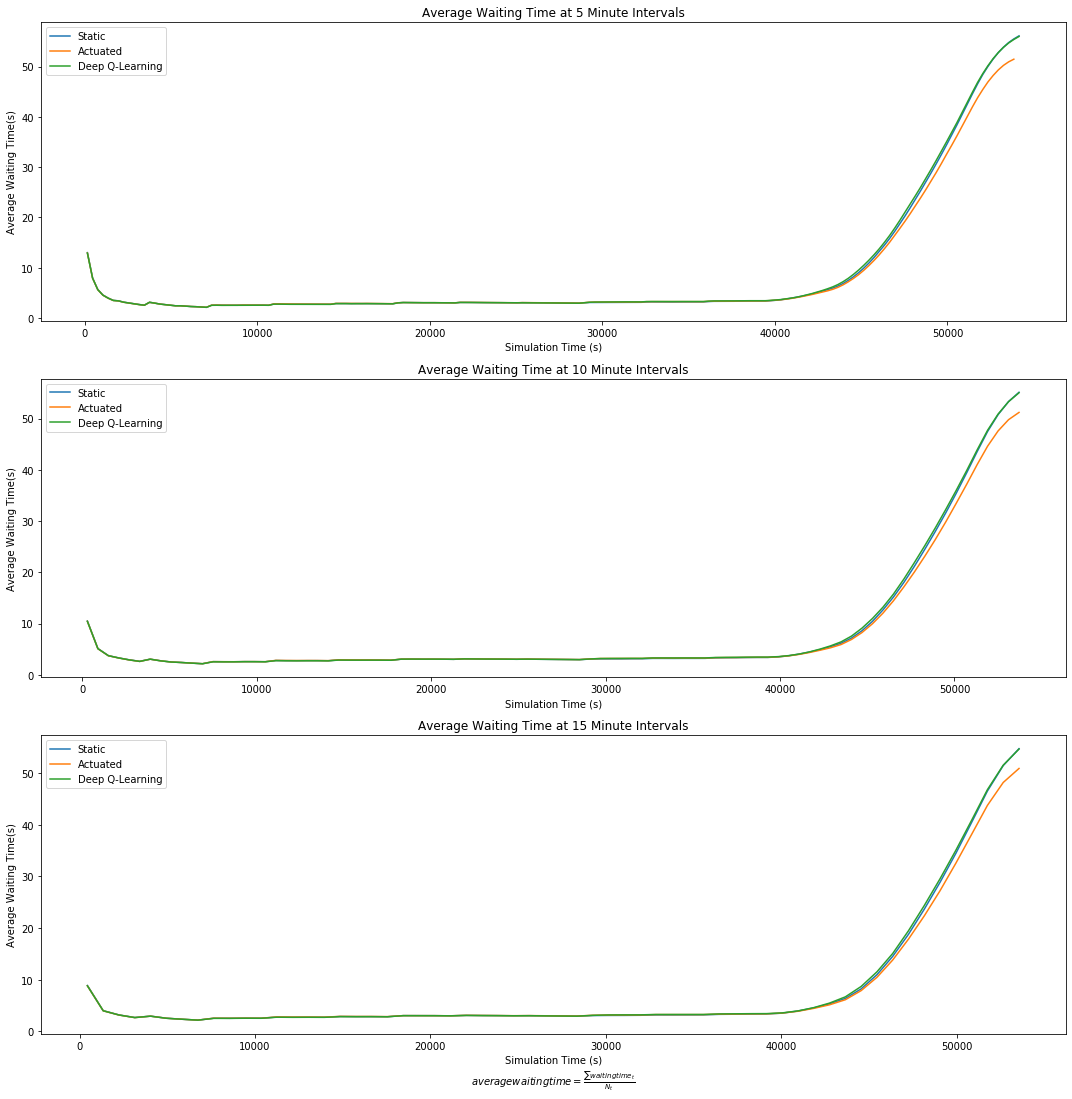 Average Waiting Time at 5 Minute Intervals
Static
Actuated
Deep Q-Learning
Average Waiting Time(s)
50
40
30
20
10
0
0 10000 20000 30000 40000 50000
Simulation Time (s)
Average Waiting Time at 10 Minute Intervals
Static
Actuated
Deep Q-Learning
Average Waiting Time(s)
50
40
30
20
10
0
0 10000 20000 30000 40000 50000
Simulation Time (s)
Average Waiting Time at 15 Minute Intervals
Static
Actuated
Deep Q-Learning
Average Waiting Time(s)
50
40
30
20
10
0
0 10000 20000 30000 40000 50000
Simulation Time (s)
averagewaitingtime = ∑waitingtime_t / N_t